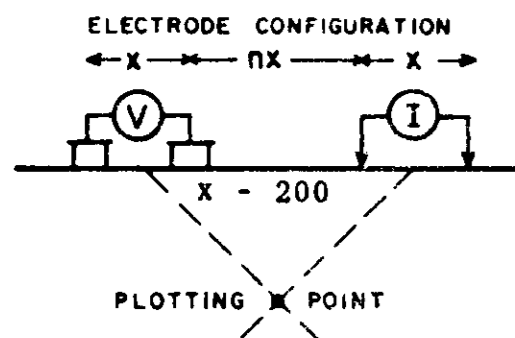 ELECTRODE CONFIGURATION
X nX X
V I
X - 200
PLOTTING POINT